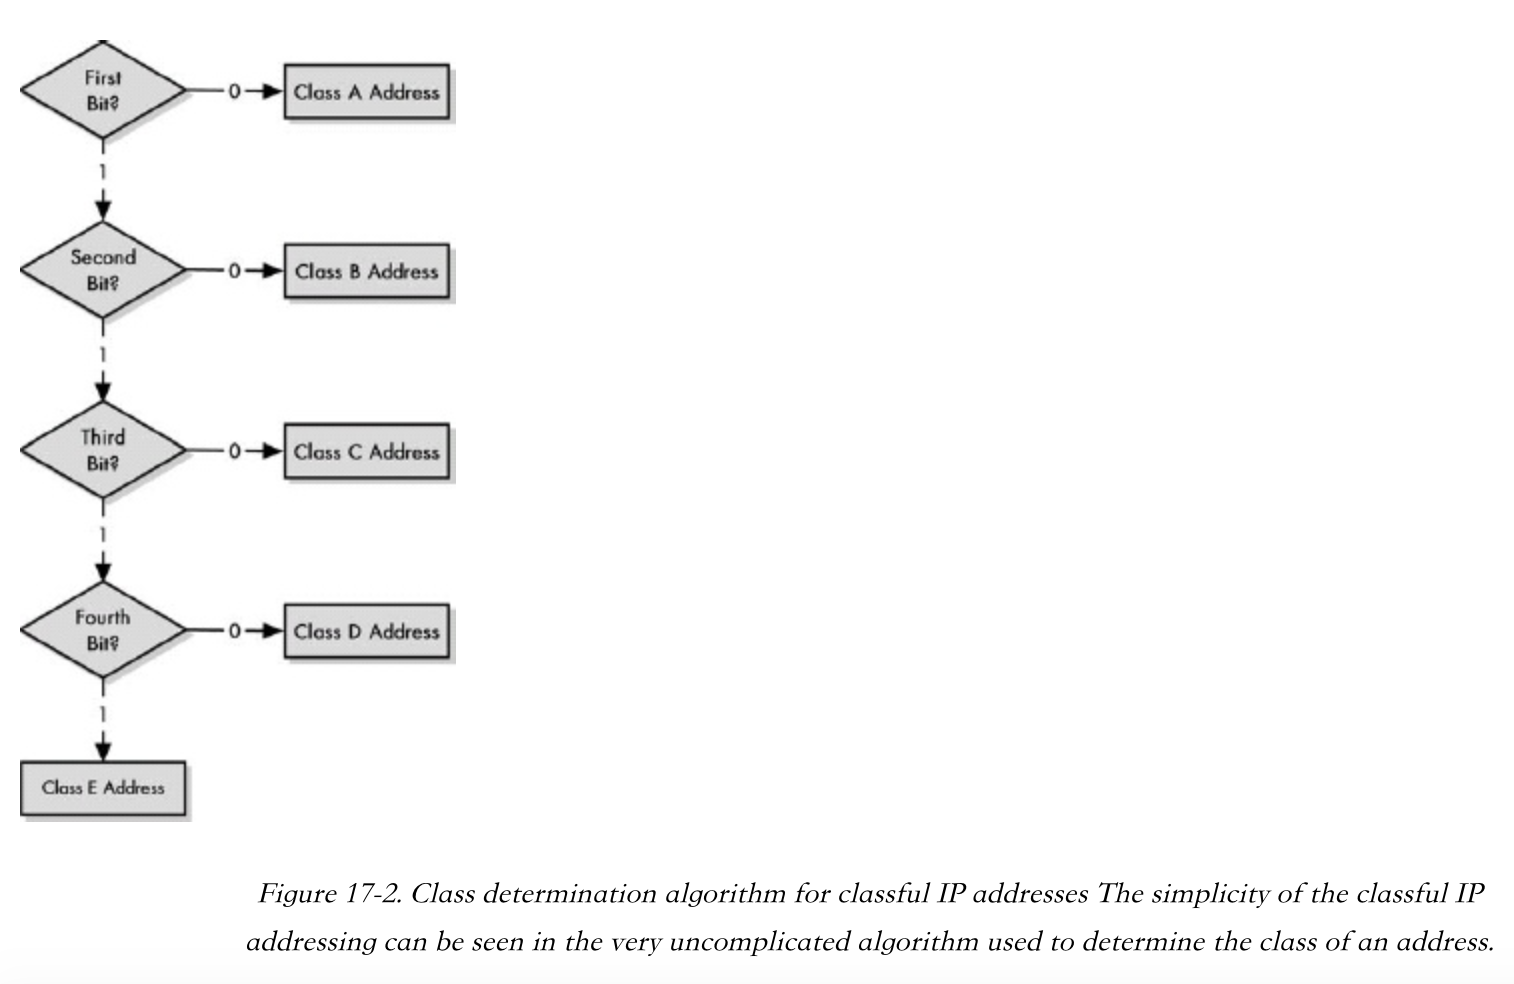 First
Bit?
0
Class A Address
1
Second
Bit?
0
Class B Address
1
Third
Bit?
0
Class C Address
1
Fourth
Bit?
0
Class D Address
1
Class E Address
Figure 17-2. Class determination algorithm for classful IP addresses The simplicity of the classful IP
addressing can be seen in the very uncomplicated algorithm used to determine the class of an address.